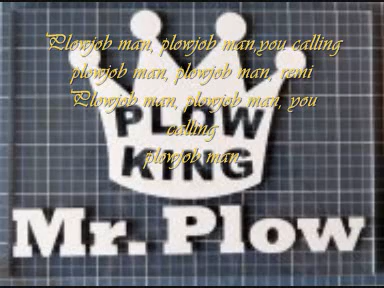 Plowjob man, plowjob man,you calling
plowjob man, plowjob man, remi
Plowjob man, plowjob man, you
calling
plowjob man
PLOW
KING
Mr. Plow